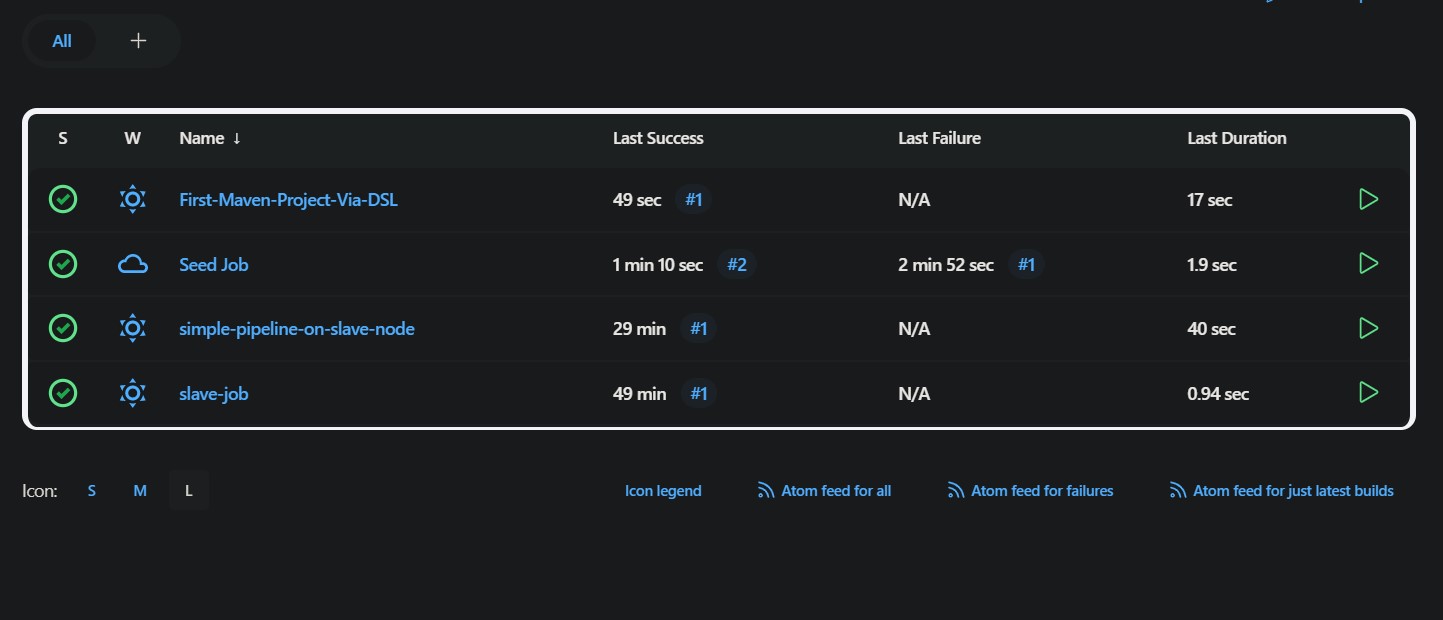 All +
S W Name ↓ Last Success Last Failure Last Duration
First-Maven-Project-Via-DSL 49 sec #1 N/A 17 sec
Seed Job 1 min 10 sec #2 2 min 52 sec #1 1.9 sec
simple-pipeline-on-slave-node 29 min #1 N/A 40 sec
slave-job 49 min #1 N/A 0.94 sec
Icon: S M L Icon legend Atom feed for all Atom feed for failures Atom feed for just latest builds